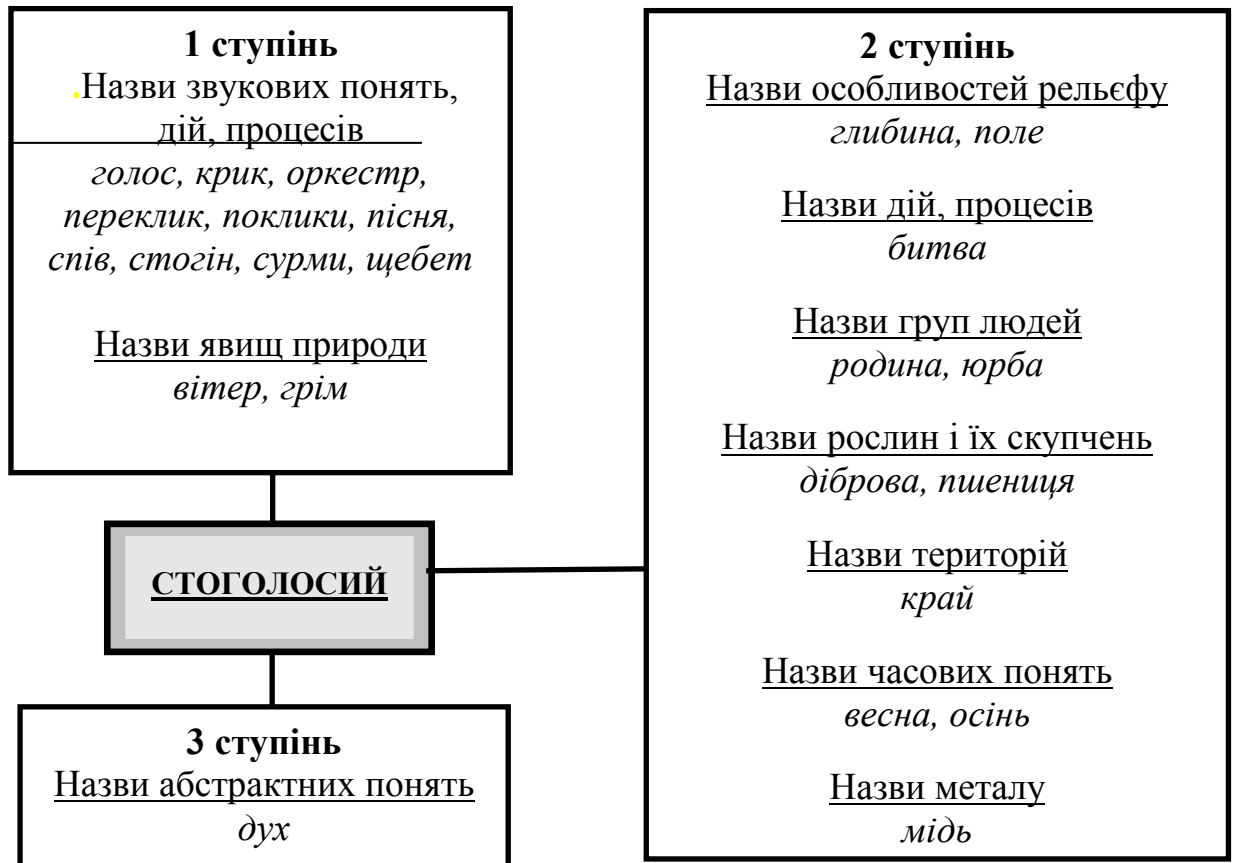 1 ступінь
.Назви звукових понять,
дій, процесів
голос, крик, оркестр,
переклик, поклики, пісня,
спів, стогін, сурми, щебет
Назви явищ природи
вітер, грім
СТОГОЛОСИЙ
3 ступінь
Назви абстрактних понять
дух
2 ступінь
Назви особливостей рельєфу
глибина, поле
Назви дій, процесів
битва
Назви груп людей
родина, юрба
Назви рослин і їх скупчень
діброва, пшениця
Назви територій
край
Назви часових понять
весна, осінь
Назви металу
мідь